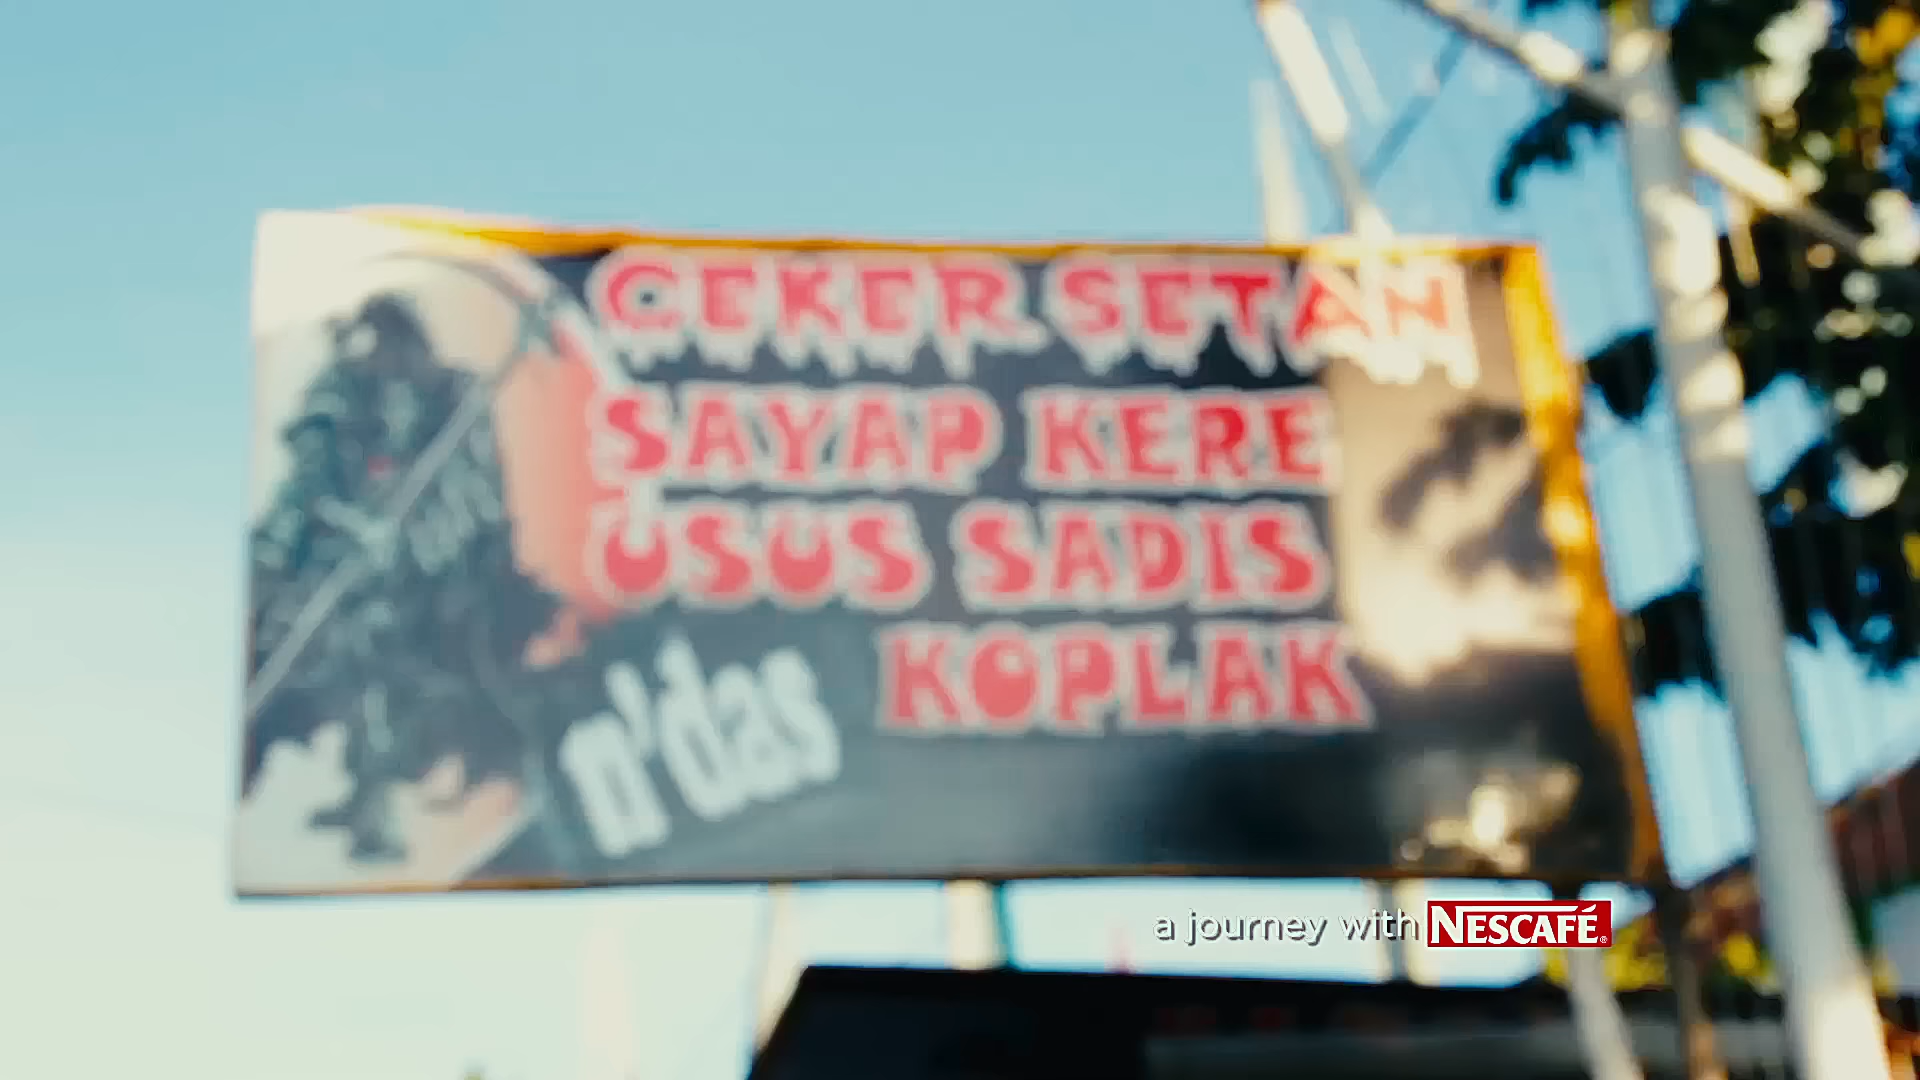 CEKER SETAN
SAYAP KERE
USUS SADIS
n'das KOPLAK
a journey with NESCAFÉ®